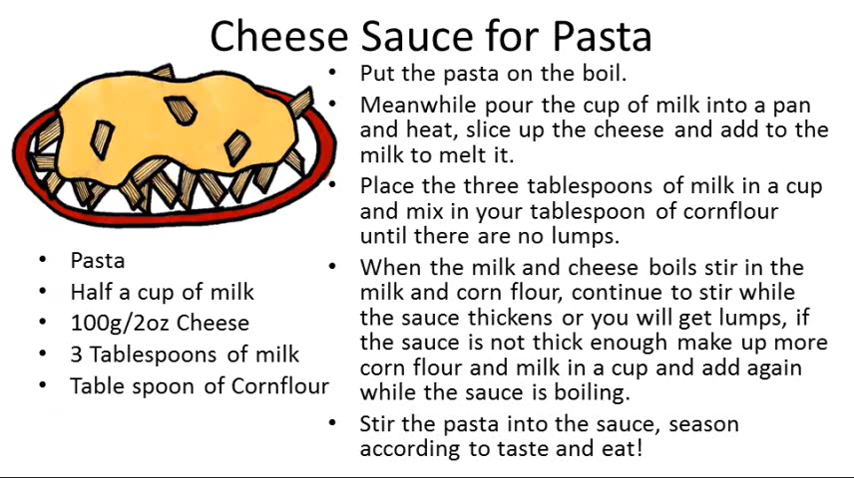 Cheese Sauce for Pasta
• Pasta
• Half a cup of milk
• 100g/2oz Cheese
• 3 Tablespoons of milk
• Table spoon of Cornflour
• Put the pasta on the boil.
• Meanwhile pour the cup of milk into a pan
and heat, slice up the cheese and add to the
milk to melt it.
• Place the three tablespoons of milk in a cup
and mix in your tablespoon of cornflour
until there are no lumps.
• When the milk and cheese boils stir in the
milk and corn flour, continue to stir while
the sauce thickens or you will get lumps, if
the sauce is not thick enough make up more
corn flour and milk in a cup and add again
while the sauce is boiling.
• Stir the pasta into the sauce, season
according to taste and eat!